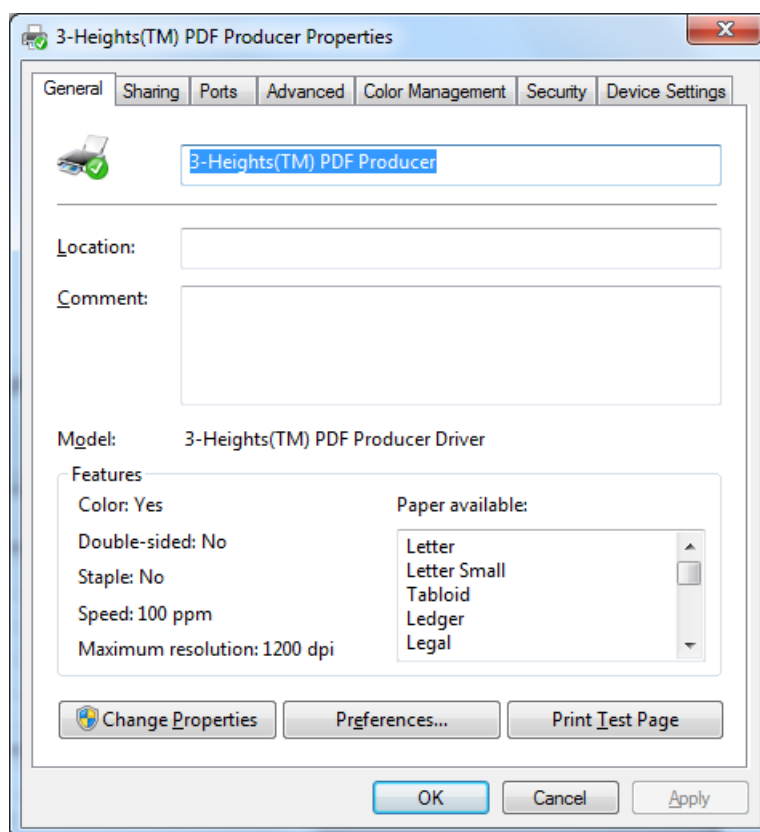 3-Heights(TM) PDF Producer Properties
General Sharing Ports Advanced Color Management Security Device Settings
3-Heights(TM) PDF Producer
Location:
Comment:
Model: 3-Heights(TM) PDF Producer Driver
Features
Color: Yes Paper available:
Double-sided: No Letter
Staple: No Letter Small
Tabloid
Speed: 100 ppm Ledger
Maximum resolution: 1200 dpi Legal
Change Properties Preferences... Print Test Page
OK Cancel Apply